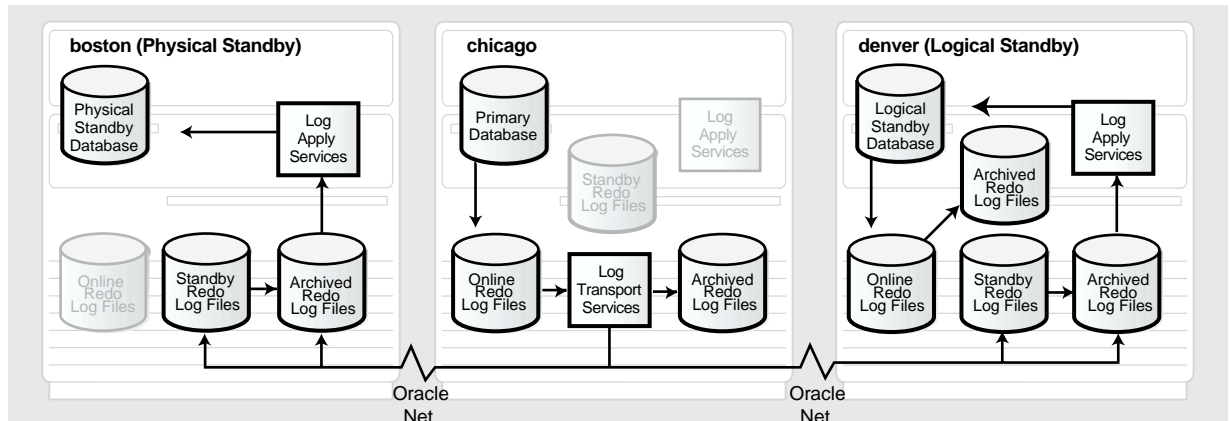 boston (Physical Standby)
Physical
Standby
Database
Log
Apply
Services
Online
Redo
Log Files
Standby
Redo
Log Files
Archived
Redo
Log Files
chicago
Primary
Database
Log
Apply
Services
Standby
Redo
Log Files
Online
Redo
Log Files
Log
Transport
Services
Archived
Redo
Log Files
denver (Logical Standby)
Logical
Standby
Database
Log
Apply
Services
Archived
Redo
Log Files
Online
Redo
Log Files
Standby
Redo
Log Files
Archived
Redo
Log Files
Oracle
Net
Oracle
Net